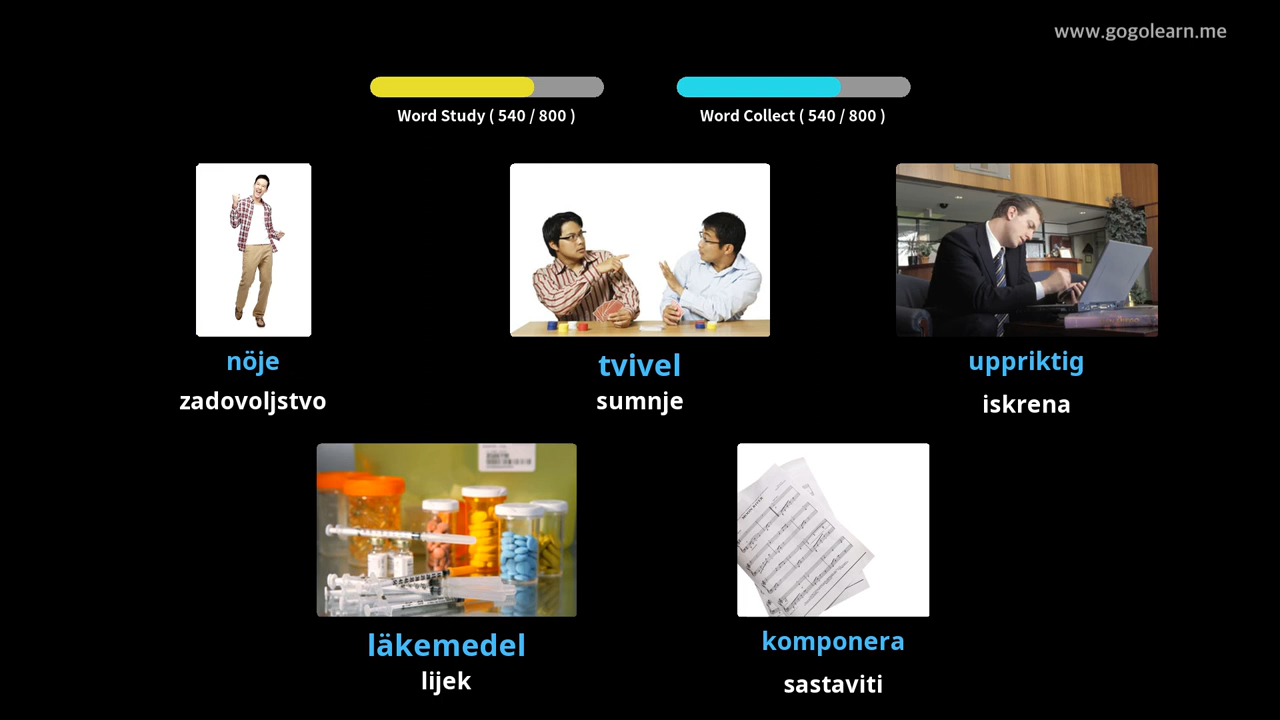 www.gogolearn.me
Word Study ( 540 / 800 )
Word Collect ( 540 / 800 )
nöje
zadovoljstvo
tvivel
sumnje
uppriktig
iskrena
läkemedel
lijek
komponera
sastaviti